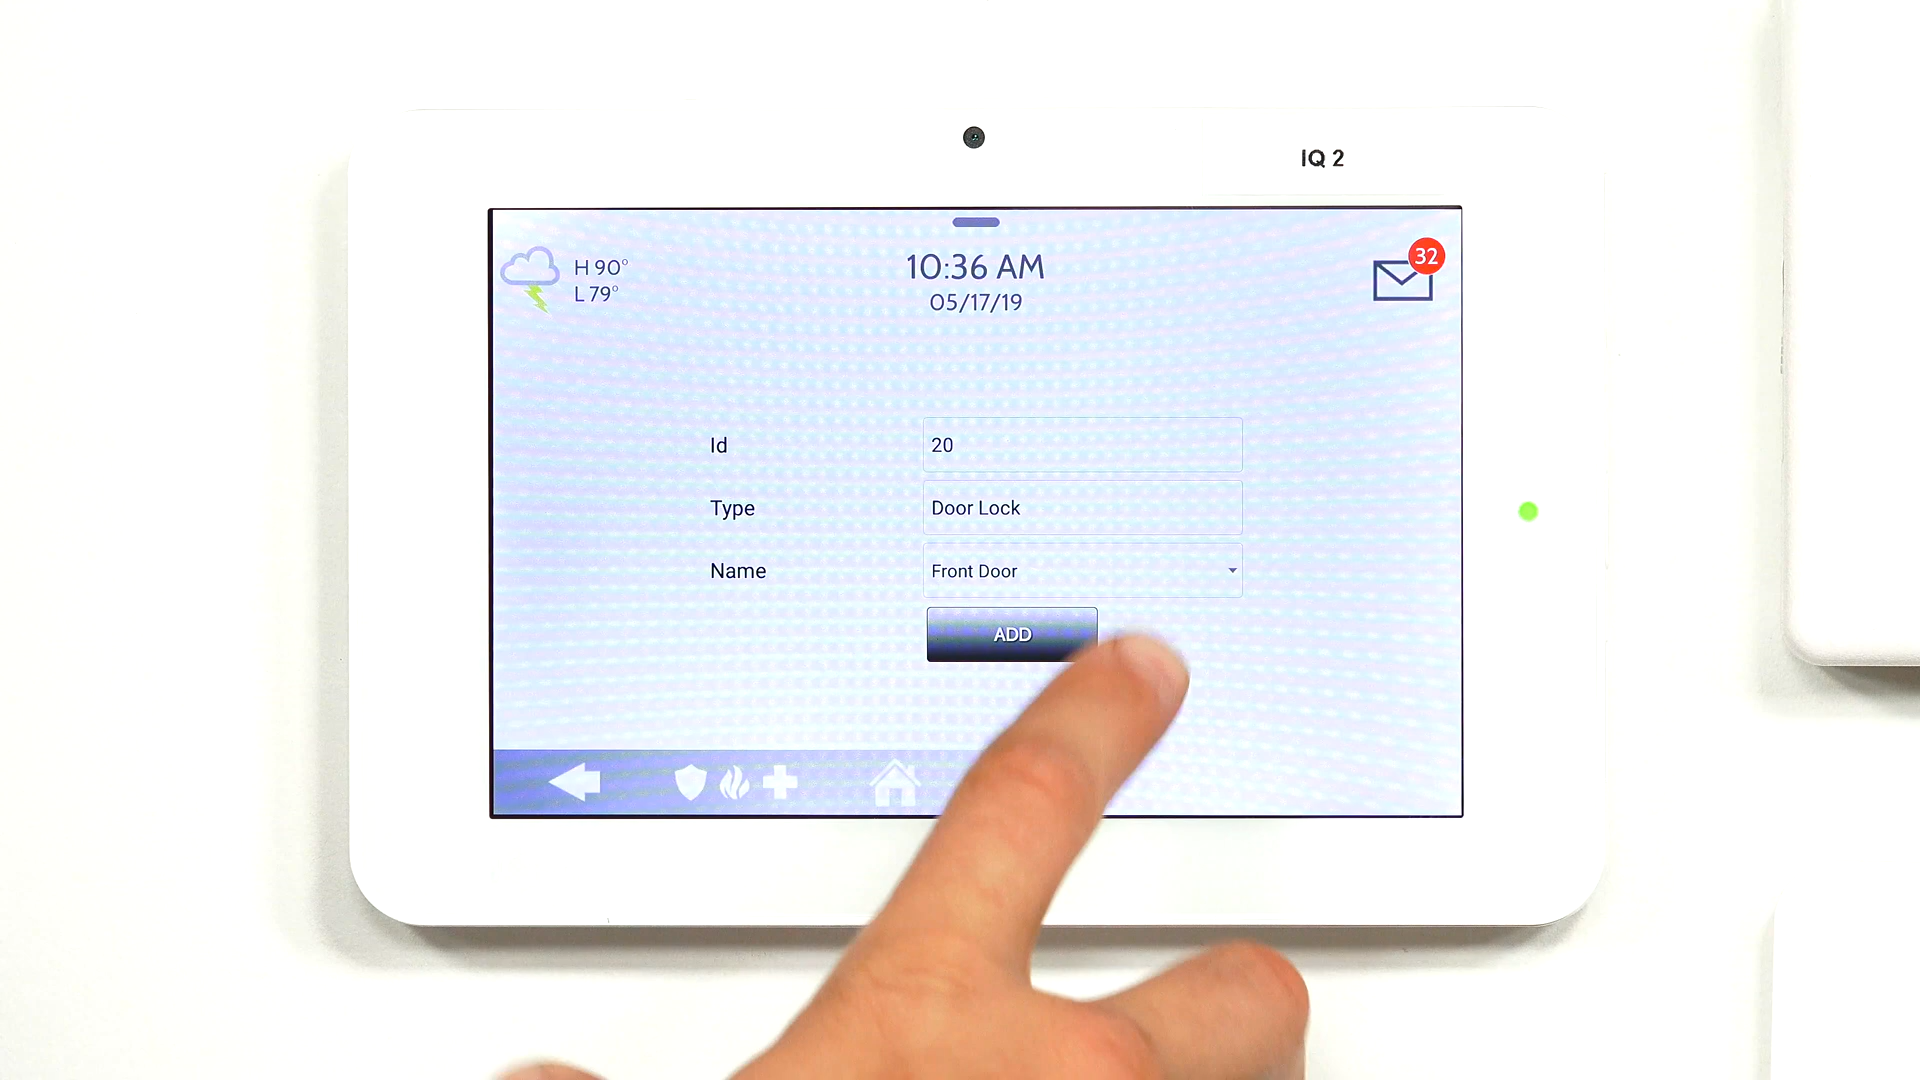 IQ 2
H 90°
L 79°
10:36 AM
05/17/19
32
Id
20
Type
Door Lock
Name
Front Door
ADD